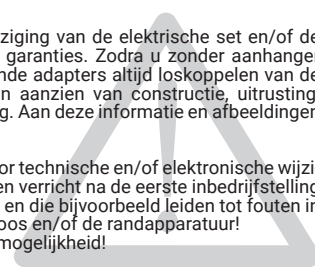 ziging van de elektrische set en/of de
garanties. Zodra u zonder aanhanger
nde adapters altijd loskoppelen van de
n aanzien van constructie, uitrusting,
g. Aan deze informatie en afbeeldingen
or technische en/of elektronische wijzi
en verricht na de eerste inbedrijfstelling
en die bijvoorbeeld leiden tot fouten in
oos en/of de randapparatuur!
mogelijkheid!